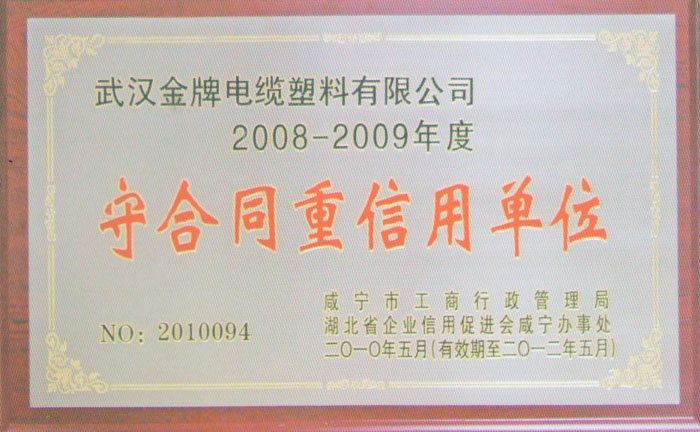 武汉金牌电缆塑料有限公司
2008-2009年度
守合同重信用单位
咸宁市工商行政管理局
NO：2010094
湖北省企业信用促进会咸宁办事处
二〇一〇年五月(有效期至二〇一二年五月)